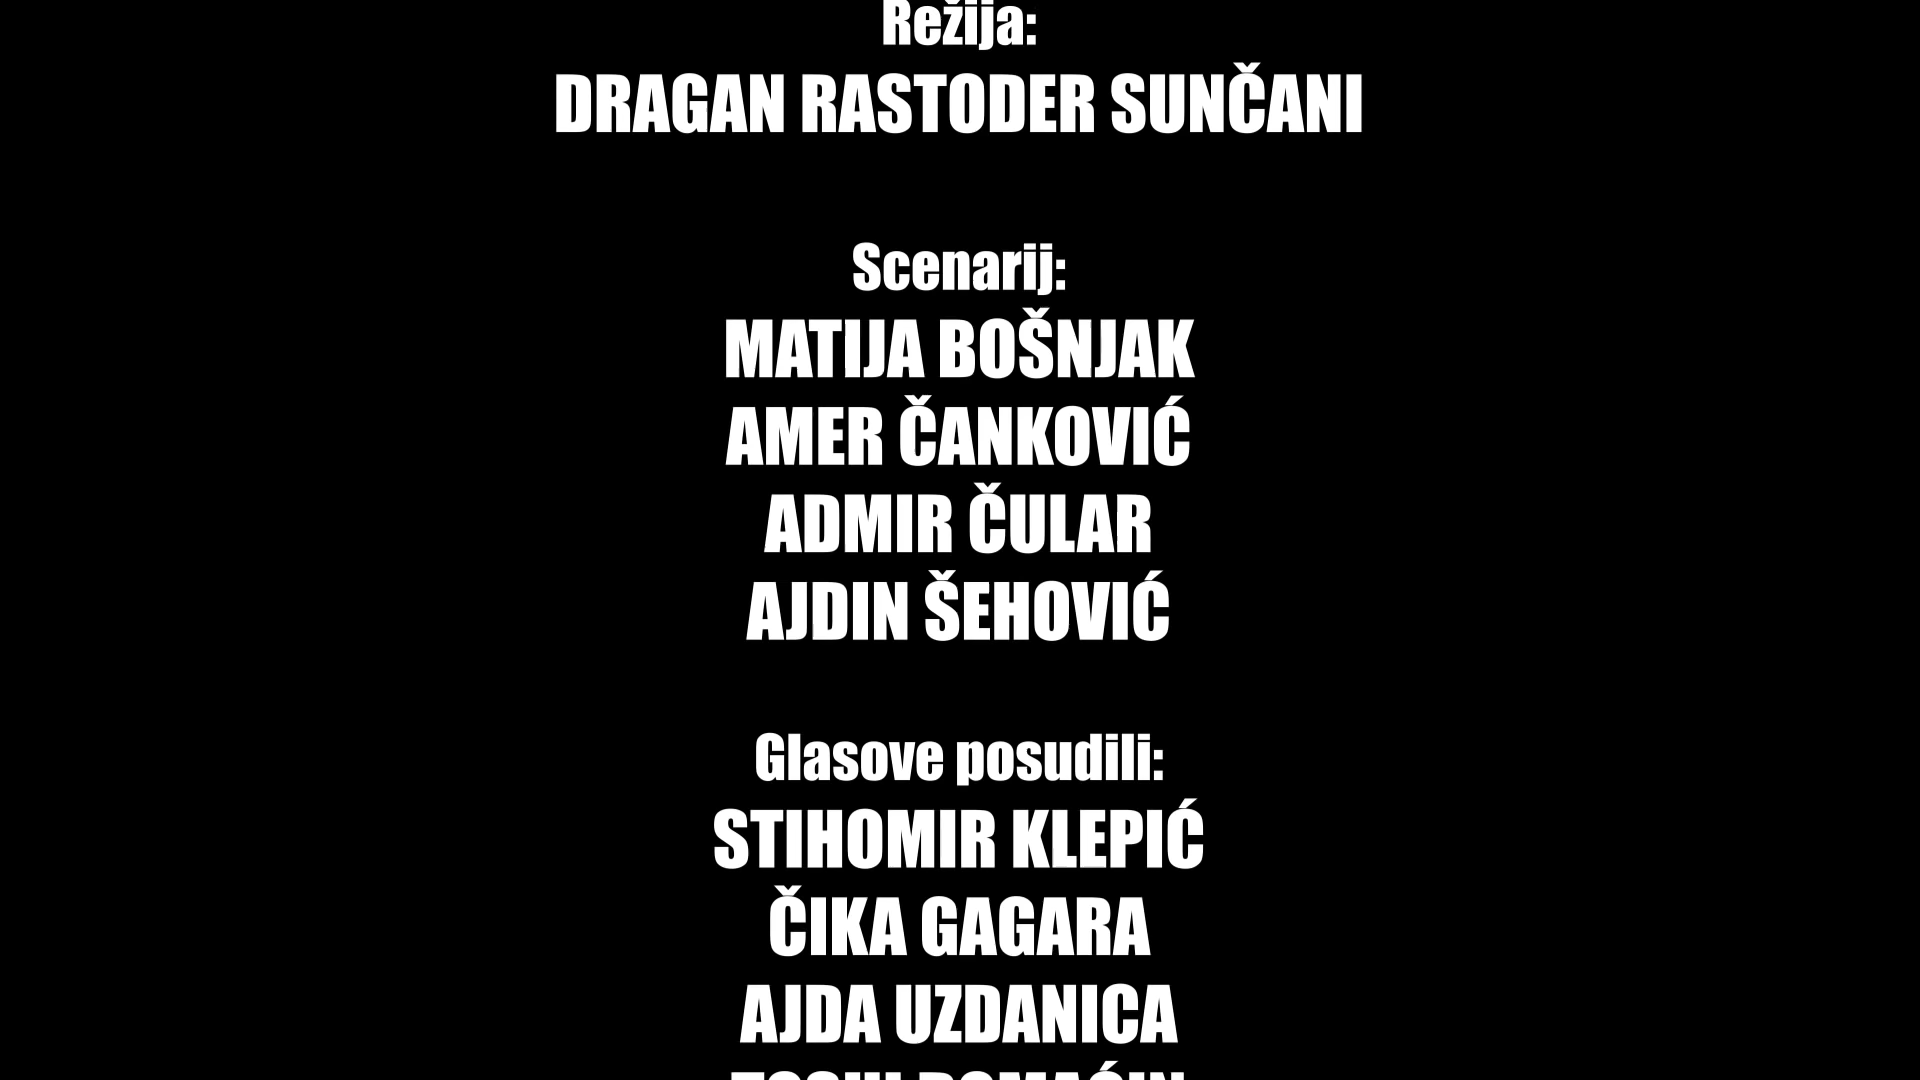 Režija:
DRAGAN RASTODER SUNČANI
Scenarij:
MATIJA BOŠNJAK
AMER ČANKOVIĆ
ADMIR ČULAR
AJDIN ŠEHOVIĆ
Glasove posudili:
STIHOMIR KLEPIĆ
ČIKA GAGARA
AJDA UZDANICA